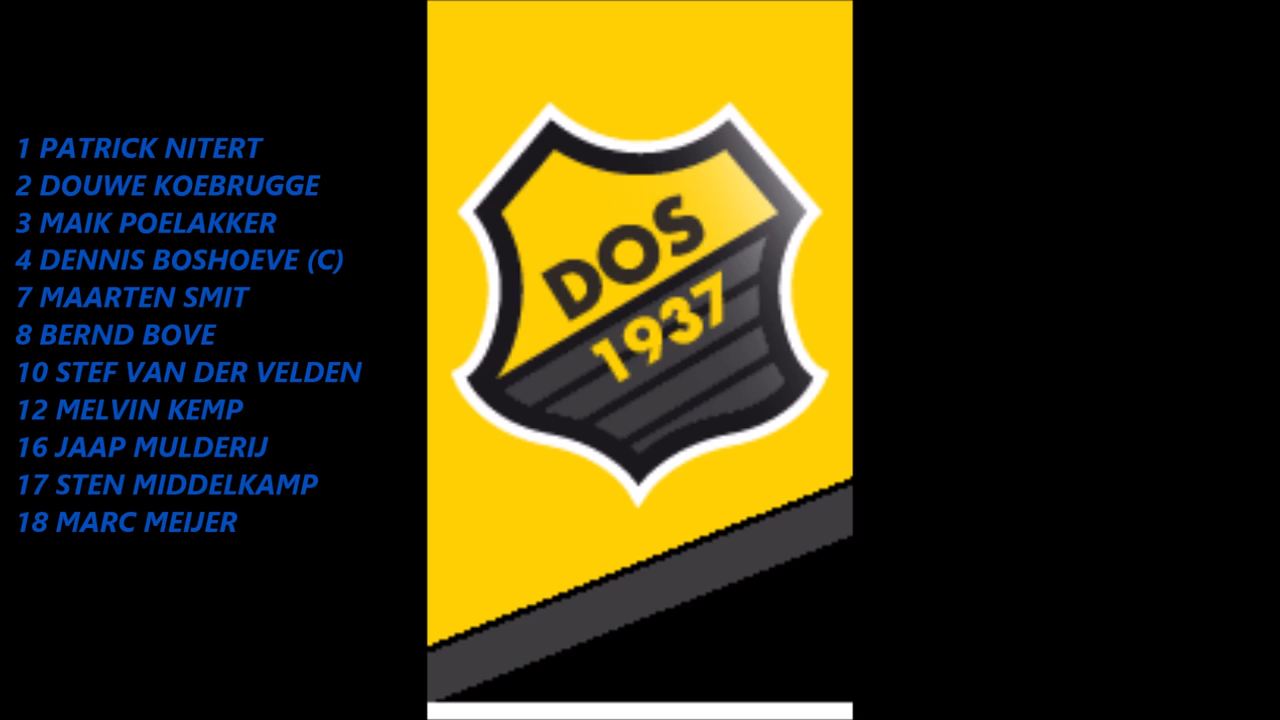 1 PATRICK NITERT
2 DOUWE KOEBRUGGE
3 MAIK POELAKKER
4 DENNIS BOSHOEVE (C)
7 MAARTEN SMIT
8 BERND BOVE
10 STEF VAN DER VELDEN
12 MELVIN KEMP
16 JAAP MULDERIJ
17 STEN MIDDELKAMP
18 MARC MEIJER
DOS
1937